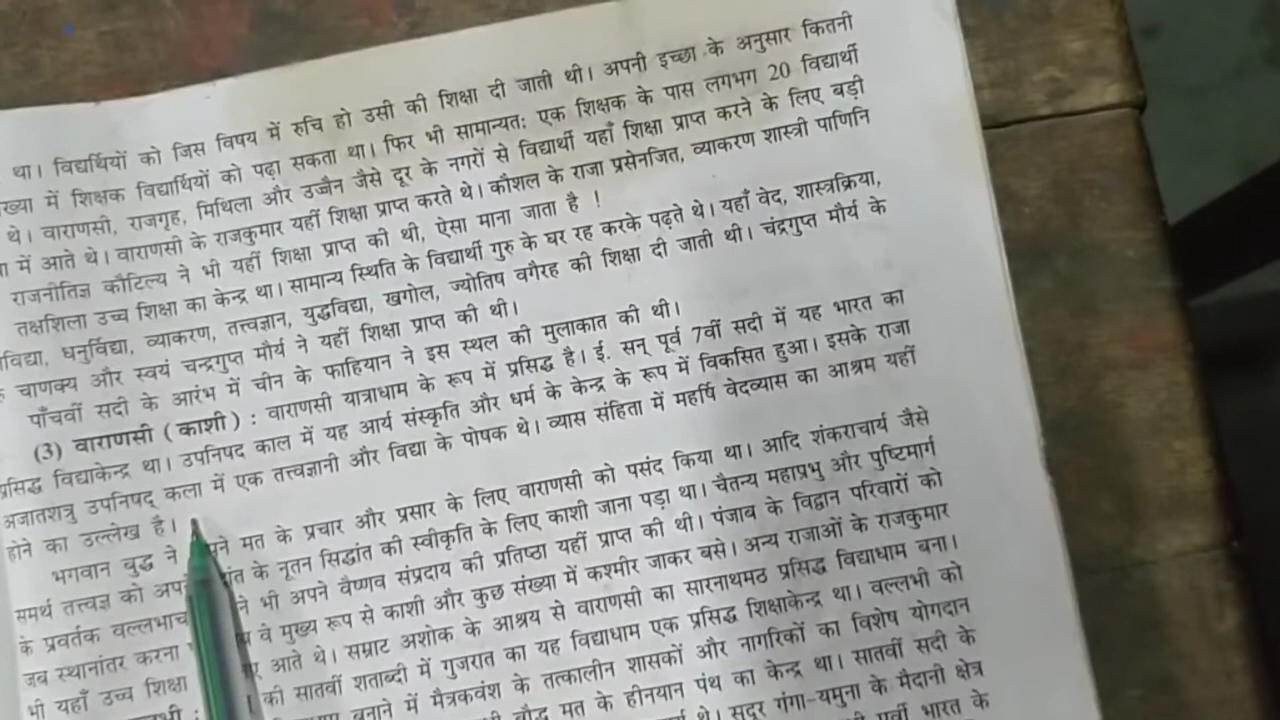 था। विद्यर्थियों को जिस विषय में रुचि हो उसी की शिक्षा दी जाती थी। अपनी इच्छा के अनुसार कितनी
ख्या में शिक्षक विद्यार्थियों को पढ़ा सकता था। फिर भी सामान्यतः एक शिक्षक के पास लगभग 20 विद्यार्थी
थे। वाराणसी, राजगृह, मिथिला और उज्जैन जैसे दूर के नगरों से विद्यार्थी यहाँ शिक्षा प्राप्त करने के लिए बड़ी
में आते थे। वाराणसी के राजकुमार यहीं शिक्षा प्राप्त करते थे। कौशल के राजा प्रसेनजित, व्याकरण शास्त्री पाणिनि
राजनीतिज्ञ कौटिल्य ने भी यहीं शिक्षा प्राप्त की थी, ऐसा माना जाता है !
तक्षशिला उच्च शिक्षा का केन्द्र था। सामान्य स्थिति के विद्यार्थी गुरु के घर रह करके पढ़ते थे। यहाँ वेद, शास्त्रक्रिया,
विद्या, धनुर्विद्या, व्याकरण, तत्त्वज्ञान, युद्धविद्या, खगोल, ज्योतिष वगैरह की शिक्षा दी जाती थी। चंद्रगुप्त मौर्य के
चाणक्य और स्वयं चन्द्रगुप्त मौर्य ने यहीं शिक्षा प्राप्त की थी।
पाँचवीं सदी के आरंभ में चीन के फाहियान ने इस स्थल की मुलाकात की थी।
(3) वाराणसी (काशी) : वाराणसी यात्राधाम के रूप में प्रसिद्ध है। ई. सन् पूर्व 7वीं सदी में यह भारत का
प्रसिद्ध विद्याकेन्द्र था। उपनिषद काल में यह आर्य संस्कृति और धर्म के केन्द्र के रूप में विकसित हुआ। इसके राजा
अजातशत्रु उपनिषद् कला में एक तत्त्वज्ञानी और विद्या के पोषक थे। व्यास संहिता में महर्षि वेदव्यास का आश्रम यहीं
होने का उल्लेख है।
भगवान बुद्ध ने मत के प्रचार और प्रसार के लिए वाराणसी को पसंद किया था। आदि शंकराचार्य जैसे
समर्थ तत्त्वज्ञ को के नूतन सिद्धांत की स्वीकृति के लिए काशी जाना पड़ा था। चैतन्य महाप्रभु और पुष्टिमार्ग
के प्रवर्तक भी अपने वैष्णव संप्रदाय की प्रतिष्ठा यहीं प्राप्त की थी। पंजाब के विद्वान परिवारों को
जब स्थानांतर करना वे मुख्य रूप से काशी और कुछ संख्या में कश्मीर जाकर बसे। अन्य राजाओं के राजकुमार
भी यहाँ उच्च शिक्षा आते थे। सम्राट अशोक के आश्रय से वाराणसी का सारनाथमठ प्रसिद्ध विद्याधाम बना।
की सातवीं शताब्दी में गुजरात का यह विद्याधाम एक प्रसिद्ध शिक्षाकेन्द्र था। वल्लभी को
बनाने में मैत्रकवंश के तत्कालीन शासकों और नागरिकों का विशेष योगदान
बौद्ध मत के हीनयान पंथ का केन्द्र था। सातवीं सदी के
थे। सुदूर गंगा-यमुना के मैदानी क्षेत्र
भारत के